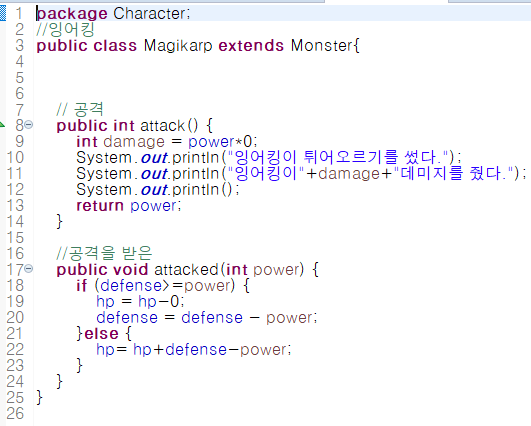 1 package Character;
2 //잉어킹
3 public class Magikarp extends Monster{
4
5
6
7 // 공격
8 public int attack() {
9 int damage = power*0;
10 System.out.println("잉어킹이 튀어오르기를 썼다.");
11 System.out.println("잉어킹이"+damage+"데미지를 줬다.");
12 System.out.println();
13 return power;
14 }
15
16 //공격을 받은
17 public void attacked(int power) {
18 if (defense>=power) {
19 hp = hp-0;
20 defense = defense - power;
21 }else {
22 hp= hp+defense-power;
23 }
24 }
25 }
26